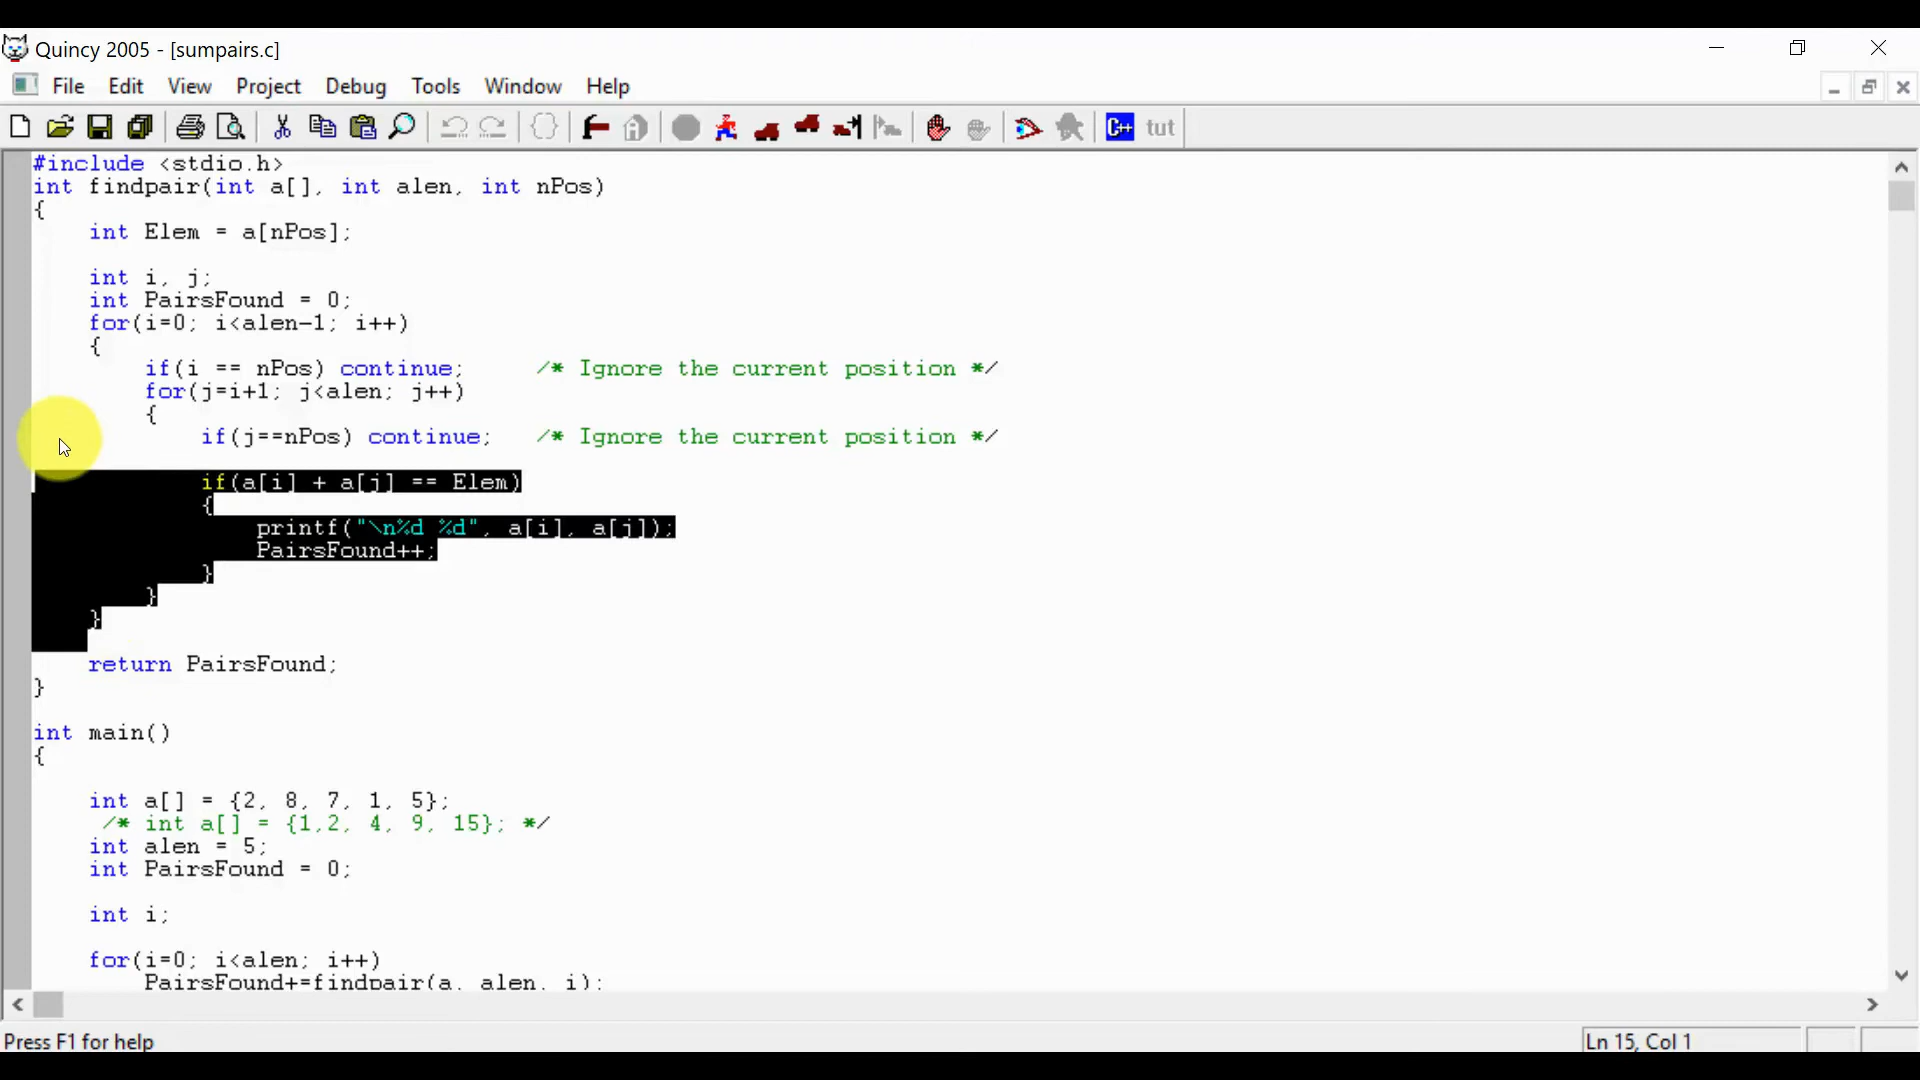 Quincy 2005 - [sumpairs.c]
File Edit View Project Debug Tools Window Help
C++ tut
#include <stdio.h>
int findpair(int a[], int alen, int nPos)
{
int Elem = a[nPos];
int i, j;
int PairsFound = 0;
for(i=0; i<alen-1; i++)
{
if(i == nPos) continue; /* Ignore the current position */
for(j=i+1; j<alen; j++)
{
if(j==nPos) continue; /* Ignore the current position */
if(a[i] + a[j] == Elem)
{
printf("\n%d %d", a[i], a[j]);
PairsFound++;
}
}
}
return PairsFound;
}
int main()
{
int a[] = {2, 8, 7, 1, 5};
/* int a[] = {1,2, 4, 9, 15}; */
int alen = 5;
int PairsFound = 0;
int i;
for(i=0; i<alen; i++)
PairsFound+=findpair(a, alen, i);
Press F1 for help
Ln 15, Col 1